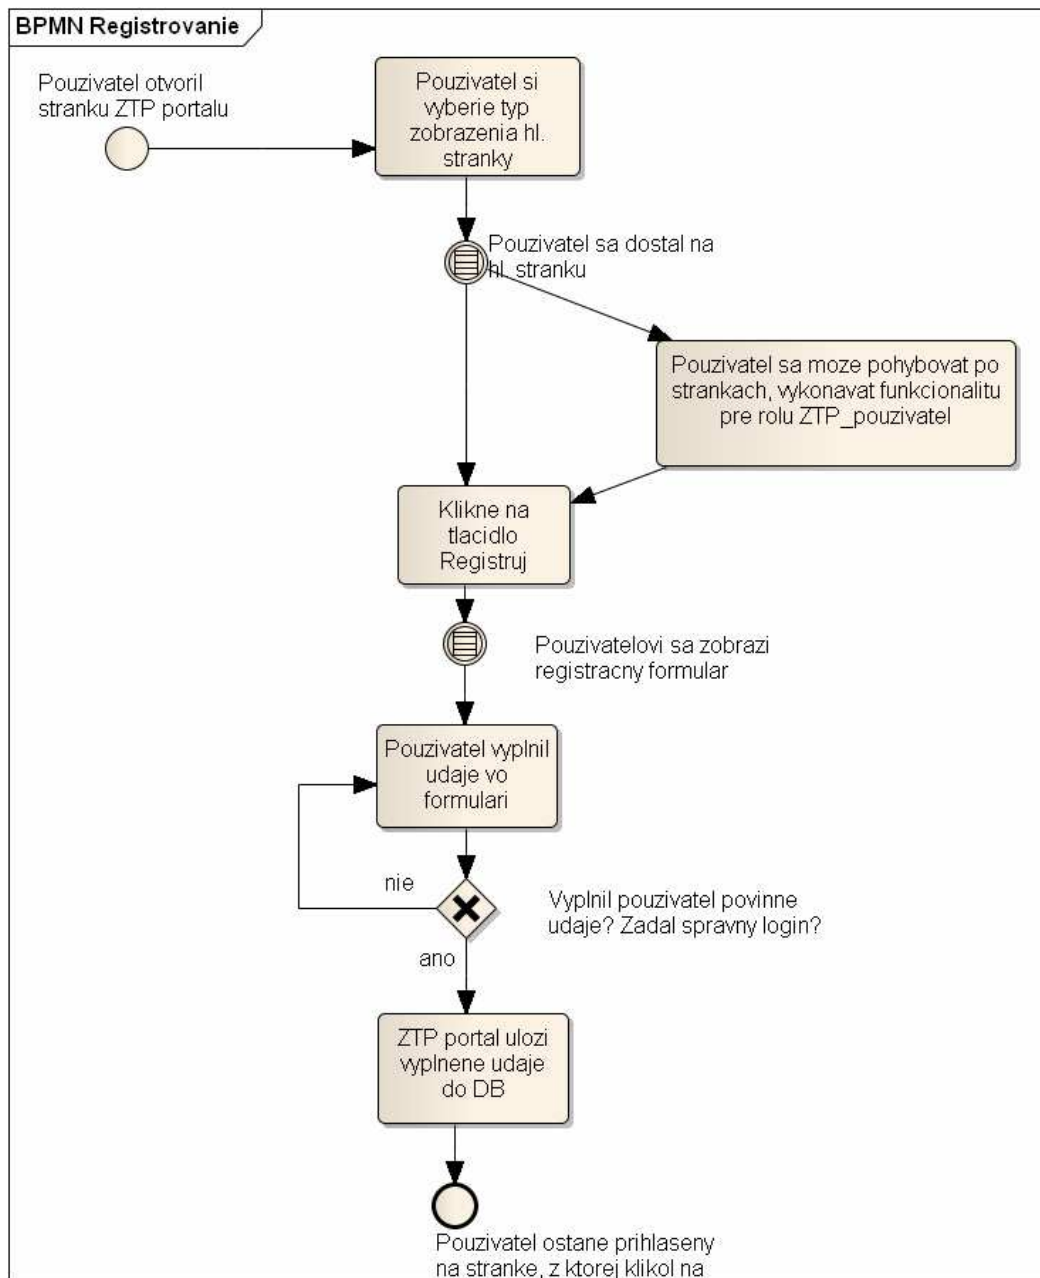 BPMN Registrovanie
Pouzivatel otvoril
stranku ZTP portalu
Pouzivatel si
vyberie typ
zobrazenia hl.
stranky
Pouzivatel sa dostal na
hl. stranku
Pouzivatel sa moze pohybovat po
strankach, vykonavat funkcionalitu
pre rolu ZTP_pouzivatel
Klikne na
tlacidlo
Registruj
Pouzivatelovi sa zobrazi
registracny formular
Pouzivatel vyplnil
udaje vo
formulari
nie
Vyplnil pouzivatel povinne
udaje? Zadal spravny login?
ano
ZTP portal ulozi
vyplnene udaje
do DB
Pouzivatel ostane prihlaseny
na stranke, z ktorej klikol na